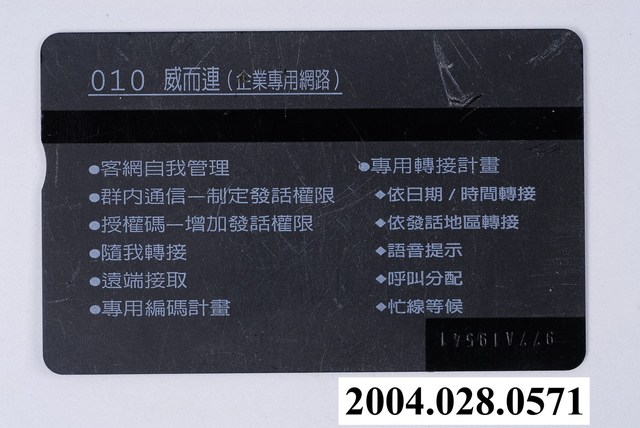 010 威而連（企業專用網路）
●客網自我管理
●群內通信－制定發話權限
●授權碼－增加發話權限
●隨我轉接
●遠端接取
●專用編碼計畫
●專用轉接計畫
◆依日期/時間轉接
◆依發話地區轉接
◆語音提示
◆呼叫分配
◆忙線等候
977A19541
2004.028.0571